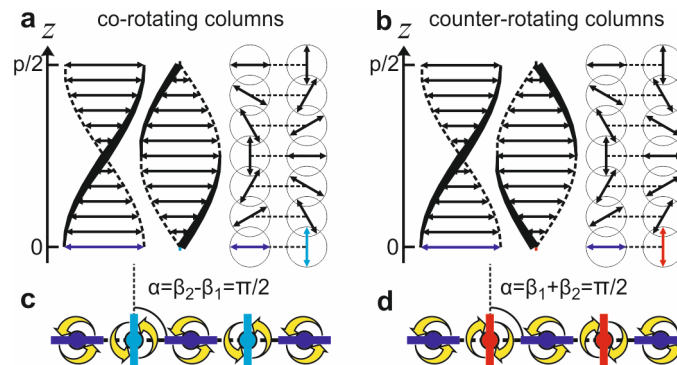 a co-rotating columns
z
p/2
0
α=β₂-β₁=π/2
c
b counter-rotating columns
z
p/2
0
α=β₁+β₂=π/2
d